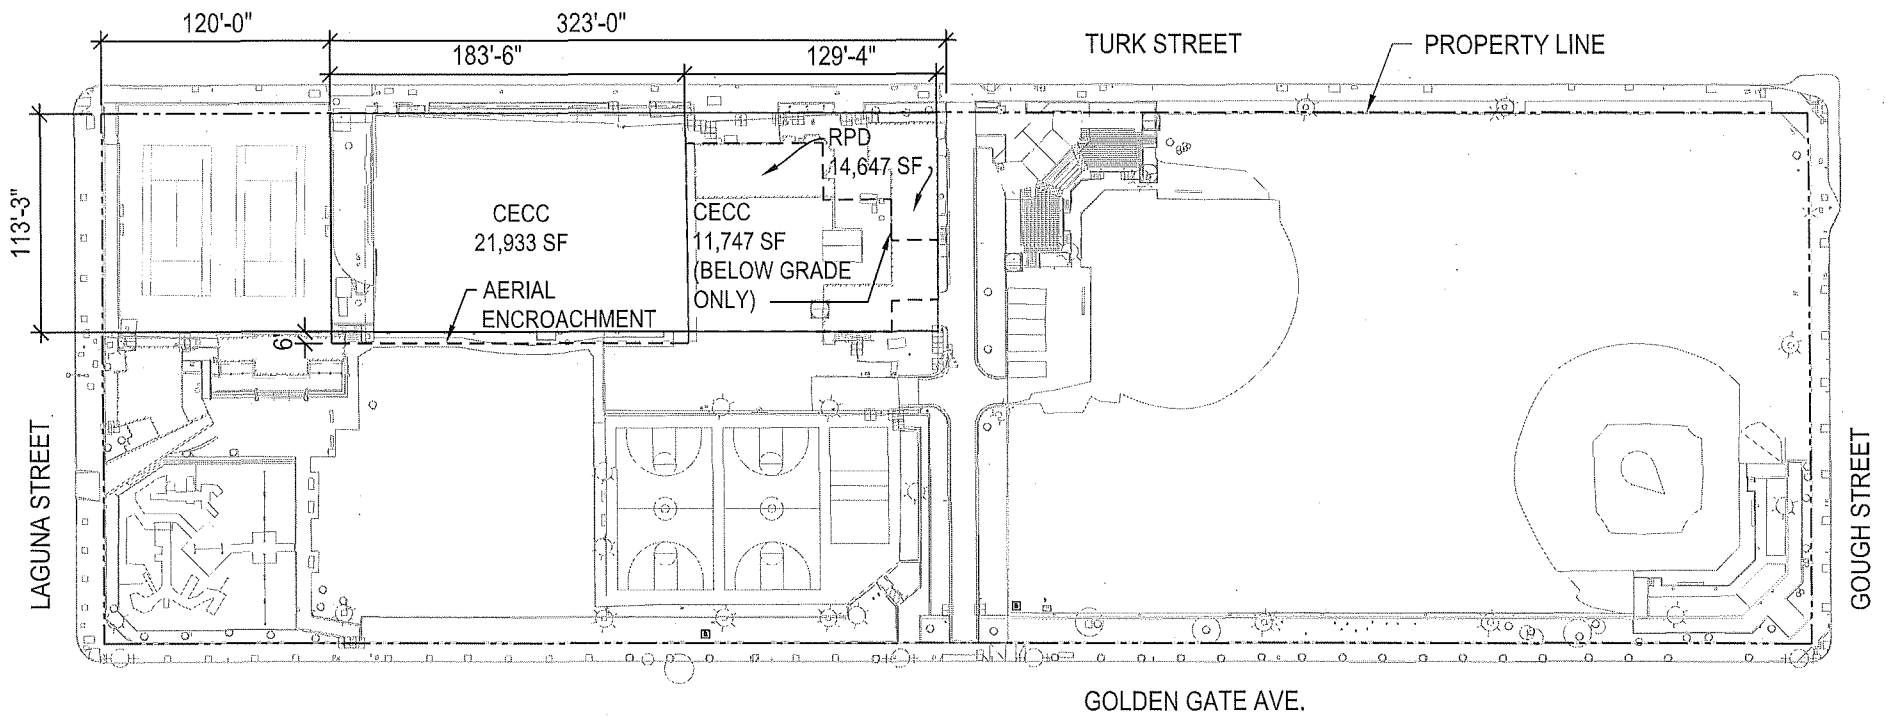 120'-0"
323'-0"
183'-6"
129'-4"
TURK STREET
PROPERTY LINE
113'-3"
RPD
14,647 SF
CECC
21,933 SF
CECC
11,747 SF
(BELOW GRADE
ONLY)
AERIAL
ENCROACHMENT
6'
LAGUNA STREET.
GOUGH STREET
GOLDEN GATE AVE.